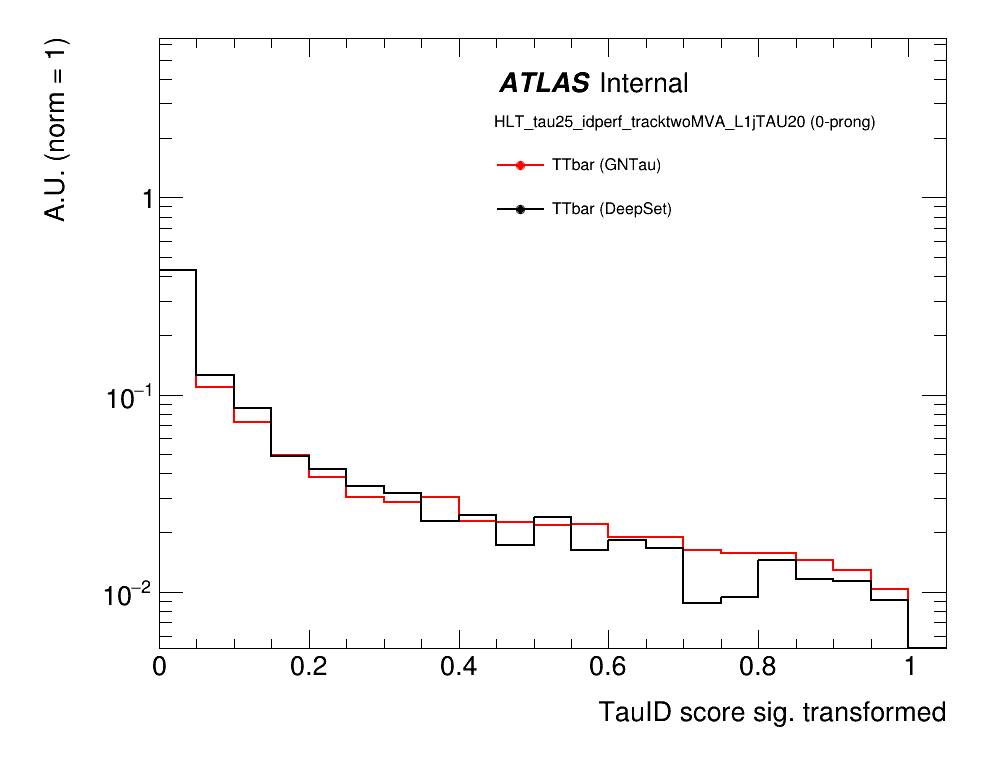 A.U. (norm = 1)
ATLAS Internal
HLT_tau25_idperf_tracktwoMVA_L1jTAU20 (0-prong)
TTbar (GNTau)
TTbar (DeepSet)
1
10−1
10−2
0 0.2 0.4 0.6 0.8 1
TauID score sig. transformed